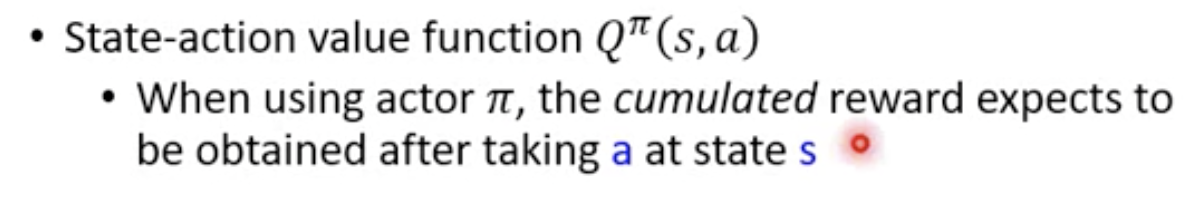 • State-action value function Q^π(s, a)
• When using actor π, the cumulated reward expects to
be obtained after taking a at state s